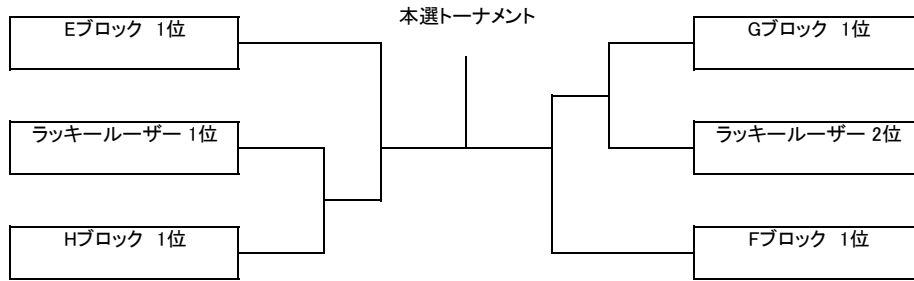 本選トーナメント
Eブロック 1位
Gブロック 1位
ラッキールーザー 1位
ラッキールーザー 2位
Hブロック 1位
Fブロック 1位